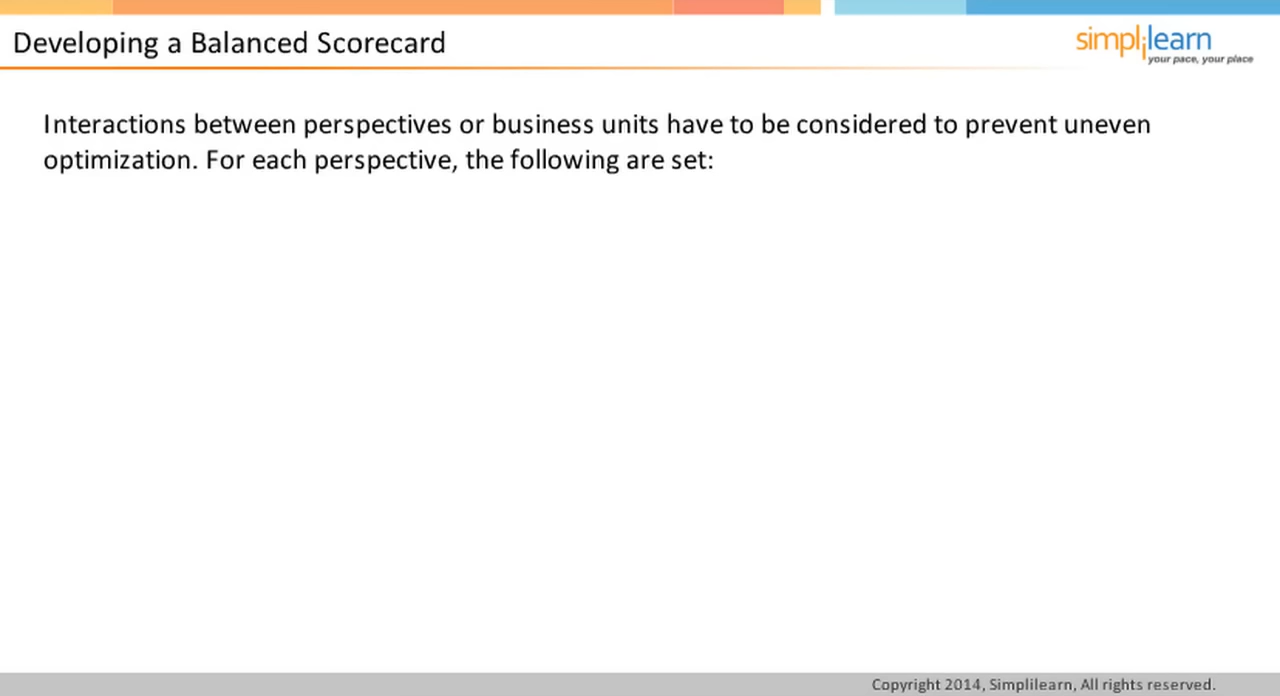 Developing a Balanced Scorecard
simplilearn
your pace, your place
Interactions between perspectives or business units have to be considered to prevent uneven
optimization. For each perspective, the following are set:
Copyright 2014, Simplilearn, All rights reserved.